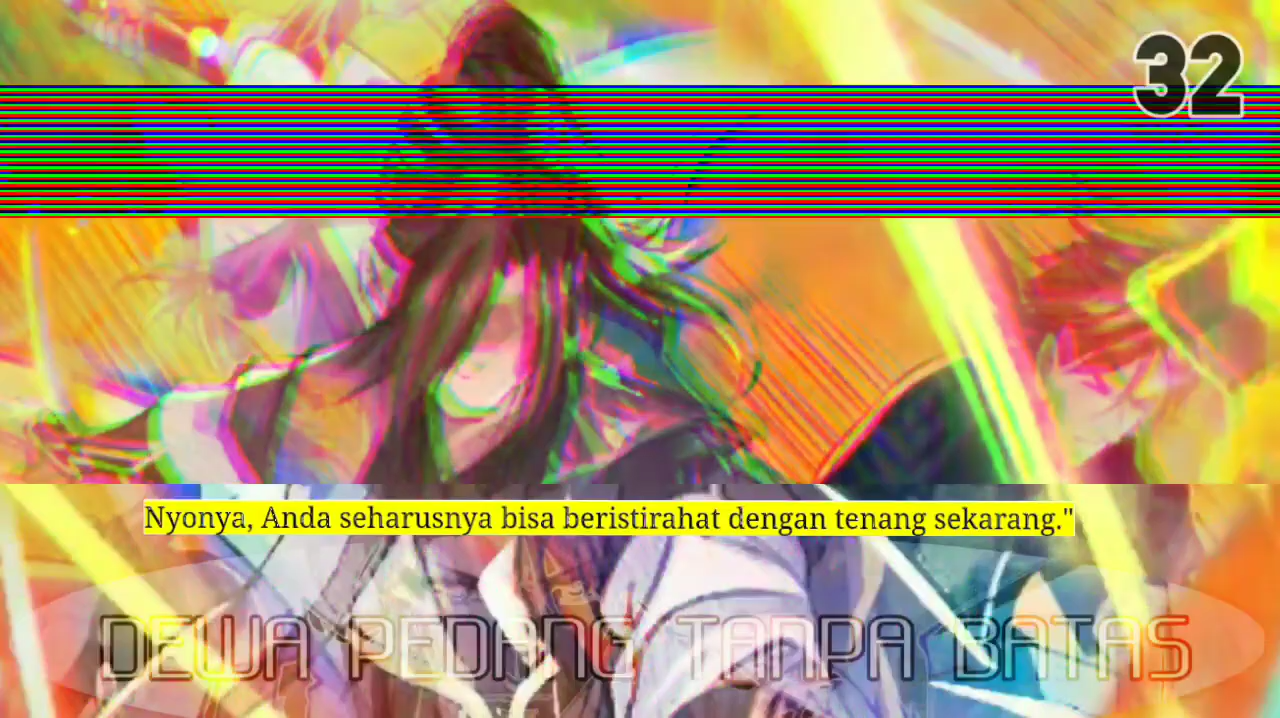 32
Nyonya, Anda seharusnya bisa beristirahat dengan tenang sekarang."
DEWA PEDANG TANPA BATAS